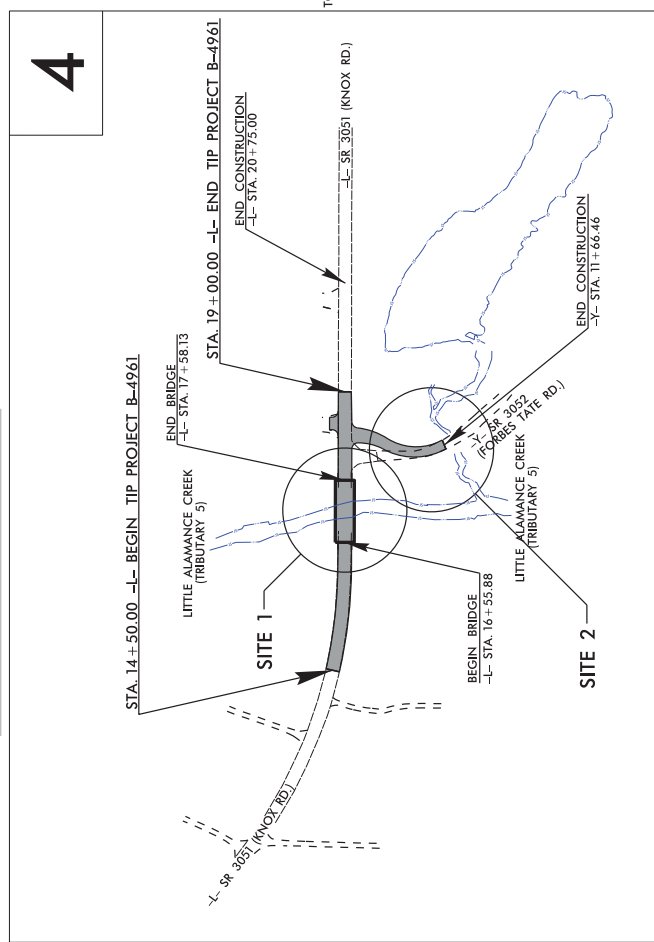 4
STA. 14+50.00 -L- BEGIN TIP PROJECT B-4961
STA. 19+00.00 -L- END TIP PROJECT B-4961
END BRIDGE
-L- STA. 17+58.13
END CONSTRUCTION
-L- STA. 20+75.00
LITTLE ALAMANCE CREEK
(TRIBUTARY 5)
SITE 1
-L- SR 3051 (KNOX RD.)
-L- SR 3051 (KNOX RD.)
BEGIN BRIDGE
-L- STA. 16+55.88
LITTLE ALAMANCE CREEK
(TRIBUTARY 5)
-Y- SR 3052
(FORBES TATE RD.)
END CONSTRUCTION
-Y- STA. 11+66.46
SITE 2